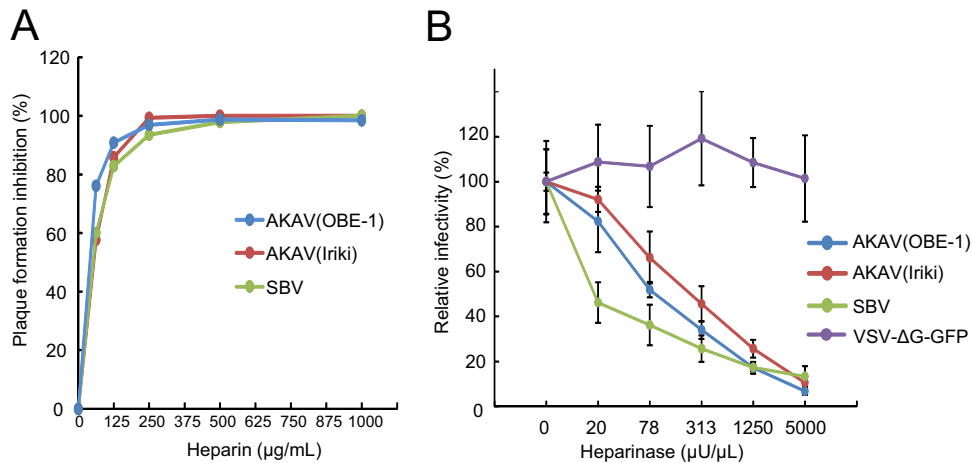 A
Plaque formation inhibition (%)
120
100
80
60
40
20
0
0 125 250 375 500 625 750 875 1000
Heparin (µg/mL)
AKAV(OBE-1)
AKAV(Iriki)
SBV
B
Relative infectivity (%)
120
100
80
60
40
20
0
0 20 78 313 1250 5000
Heparinase (µU/µL)
AKAV(OBE-1)
AKAV(Iriki)
SBV
VSV-ΔG-GFP